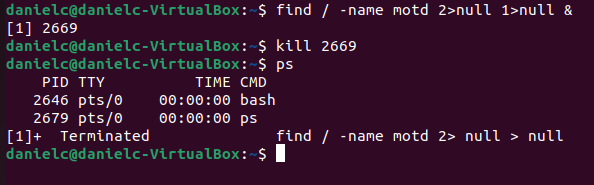 danielc@danielc-VirtualBox:~$ find / -name motd 2>null 1>null &
[1] 2669
danielc@danielc-VirtualBox:~$ kill 2669
danielc@danielc-VirtualBox:~$ ps
    PID TTY          TIME CMD
   2646 pts/0    00:00:00 bash
   2679 pts/0    00:00:00 ps
[1]+  Terminated              find / -name motd 2> null > null
danielc@danielc-VirtualBox:~$